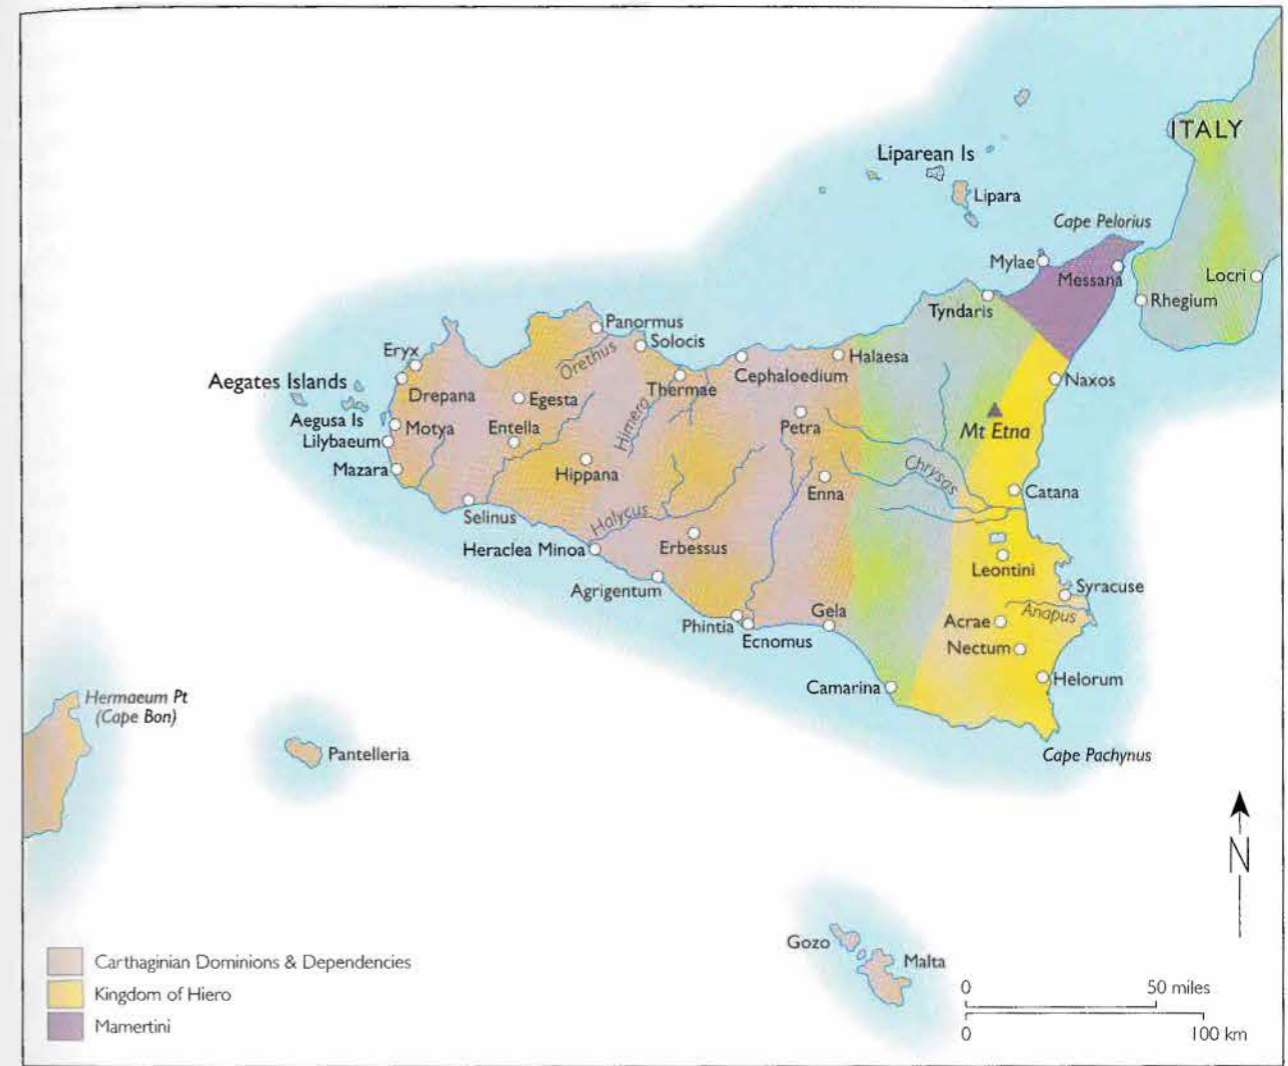 ITALY
Liparean Is
Lipara
Cape Pelorius
Mylae
Messana
Locri
Rhegium
Tyndaris
Panormus
Solocis
Orethus
Eryx
Halaesa
Cephaloedium
Thermae
Naxos
Aegates Islands
Drepana
Egesta
Aegusa Is
Motya
Entella
Himera
Petra
Mt Etna
Lilybaeum
Mazara
Hippana
Chrysas
Enna
Catana
Selinus
Halycus
Heraclea Minoa
Erbessus
Leontini
Agrigentum
Syracuse
Anapus
Phintia
Gela
Acrae
Ecnomus
Nectum
Camarina
Helorum
Hermaeum Pt
(Cape Bon)
Pantelleria
Cape Pachynus
N
Gozo
Malta
Carthaginian Dominions & Dependencies
Kingdom of Hiero
Mamertini
0 50 miles
0 100 km